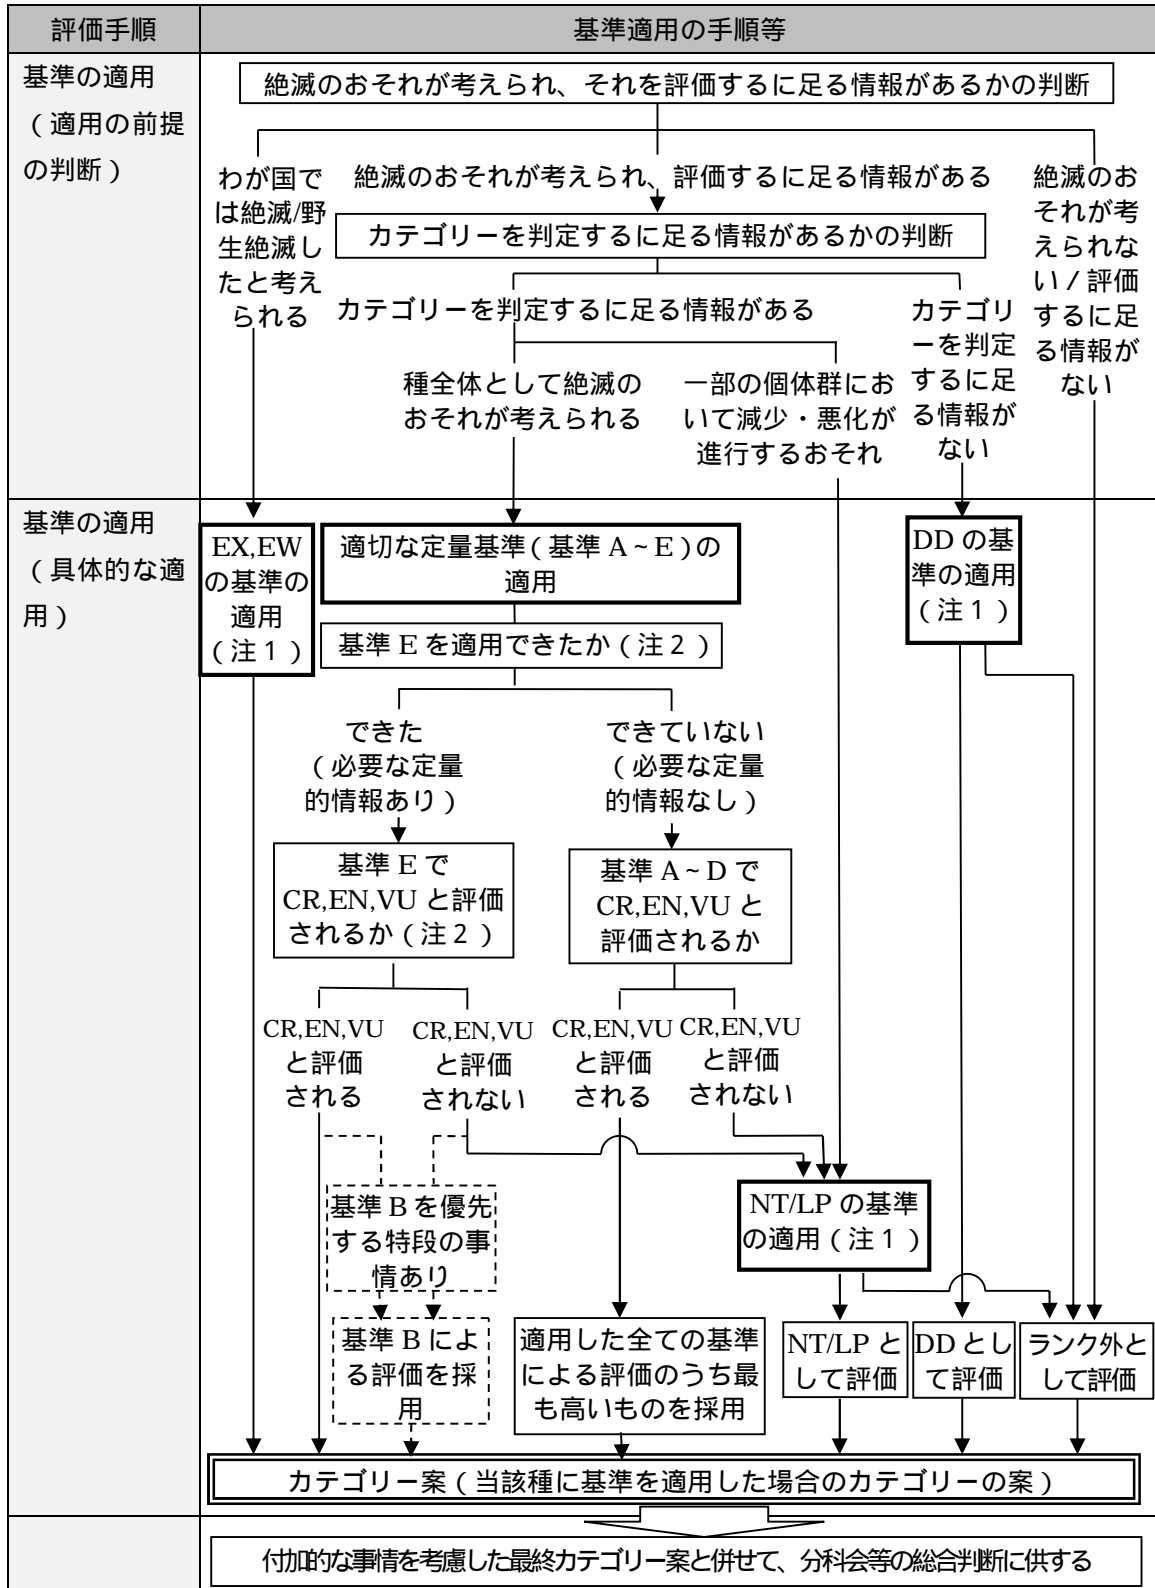 評価手順
基準適用の手順等
基準の適用
（適用の前提
の判断）
絶滅のおそれが考えられ、それを評価するに足る情報があるかの判断
わが国で
は絶滅/野
生絶滅し
たと考え
られる
絶滅のおそれが考えられ、評価するに足る情報がある
絶滅のお
それが考
えられな
い／評価
するに足
る情報が
ない
カテゴリーを判定するに足る情報があるかの判断
カテゴリーを判定するに足る情報がある
カテゴリ
ーを判定
するに足
る情報が
ない
種全体として絶滅の
おそれが考えられる
一部の個体群にお
いて減少・悪化が
進行するおそれ
基準の適用
（具体的な適
用）
EX,EW
の基準の
適用
（注１）
適切な定量基準（基準 A～E）の
適用
DD の基
準の適用
（注１）
基準 E を適用できたか（注２）
できた
（必要な定量
的情報あり）
できていない
（必要な定量
的情報なし）
基準 E で
CR,EN,VU と評価
されるか（注２）
基準 A～D で
CR,EN,VU と
評価されるか
CR,EN,VU
と評価
される
CR,EN,VU
と評価
されない
CR,EN,VU
と評価
される
CR,EN,VU
と評価
されない
基準 B を優先
する特段の事
情あり
NT/LP の基準
の適用（注１）
基準 B によ
る評価を採
用
適用した全ての基準
による評価のうち最
も高いものを採用
NT/LP と
して評価
DD とし
て評価
ランク外と
して評価
カテゴリー案（当該種に基準を適用した場合のカテゴリーの案）
付加的な事情を考慮した最終カテゴリー案と併せて、分科会等の総合判断に供する